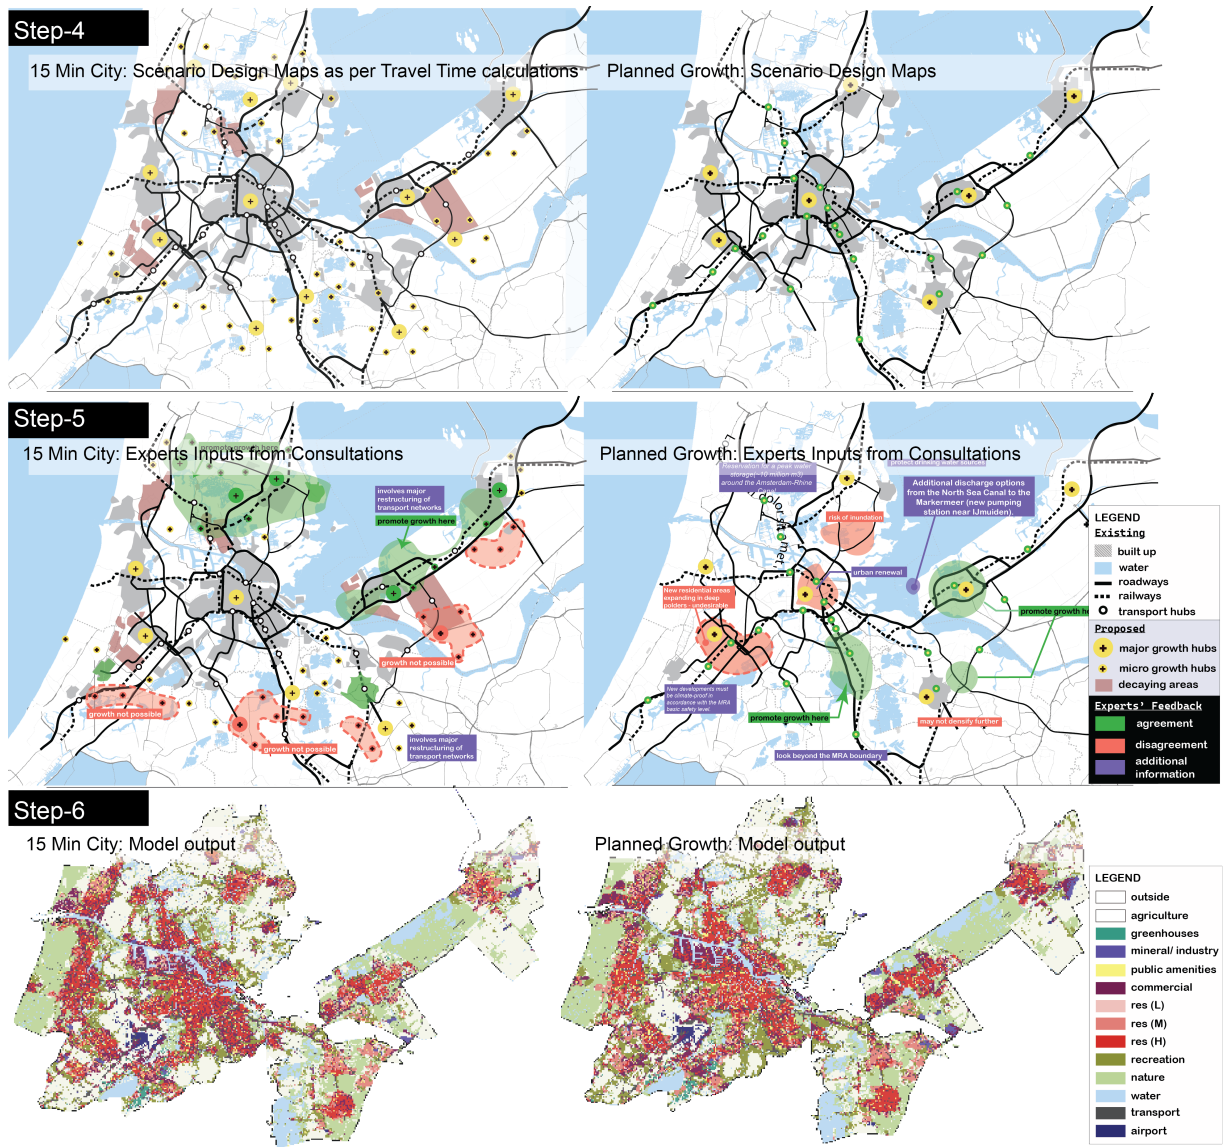 Step-4
15 Min City: Scenario Design Maps as per Travel Time calculations
Planned Growth: Scenario Design Maps
Step-5
15 Min City: Experts Inputs from Consultations
promote growth here
involves major
restructuring of
transport networks
promote growth here
growth not possible
growth not possible
growth not possible
involves major
restructuring of
transport networks
Planned Growth: Experts Inputs from Consultations
Reservation for a peak water
storage(~10 million m3)
around the Amsterdam-Rhine
protect drinking water sources
Additional discharge options
from the North Sea Canal to the
Markermeer (new pumping
station near IJmuiden).
risk of inundation
urban renewal
New residential areas
expanding in deep
polders - undesirable
promote growth he
New developments must
be climate-proof in
accordance with the MRA
basic safety level.
promote growth here
may not densify further
look beyond the MRA boundary
LEGEND
Existing
built up
water
roadways
railways
transport hubs
Proposed
major growth hubs
micro growth hubs
decaying areas
Experts' Feedback
agreement
disagreement
additional
information
Step-6
15 Min City: Model output
Planned Growth: Model output
LEGEND
outside
agriculture
greenhouses
mineral/ industry
public amenities
commercial
res (L)
res (M)
res (H)
recreation
nature
water
transport
airport